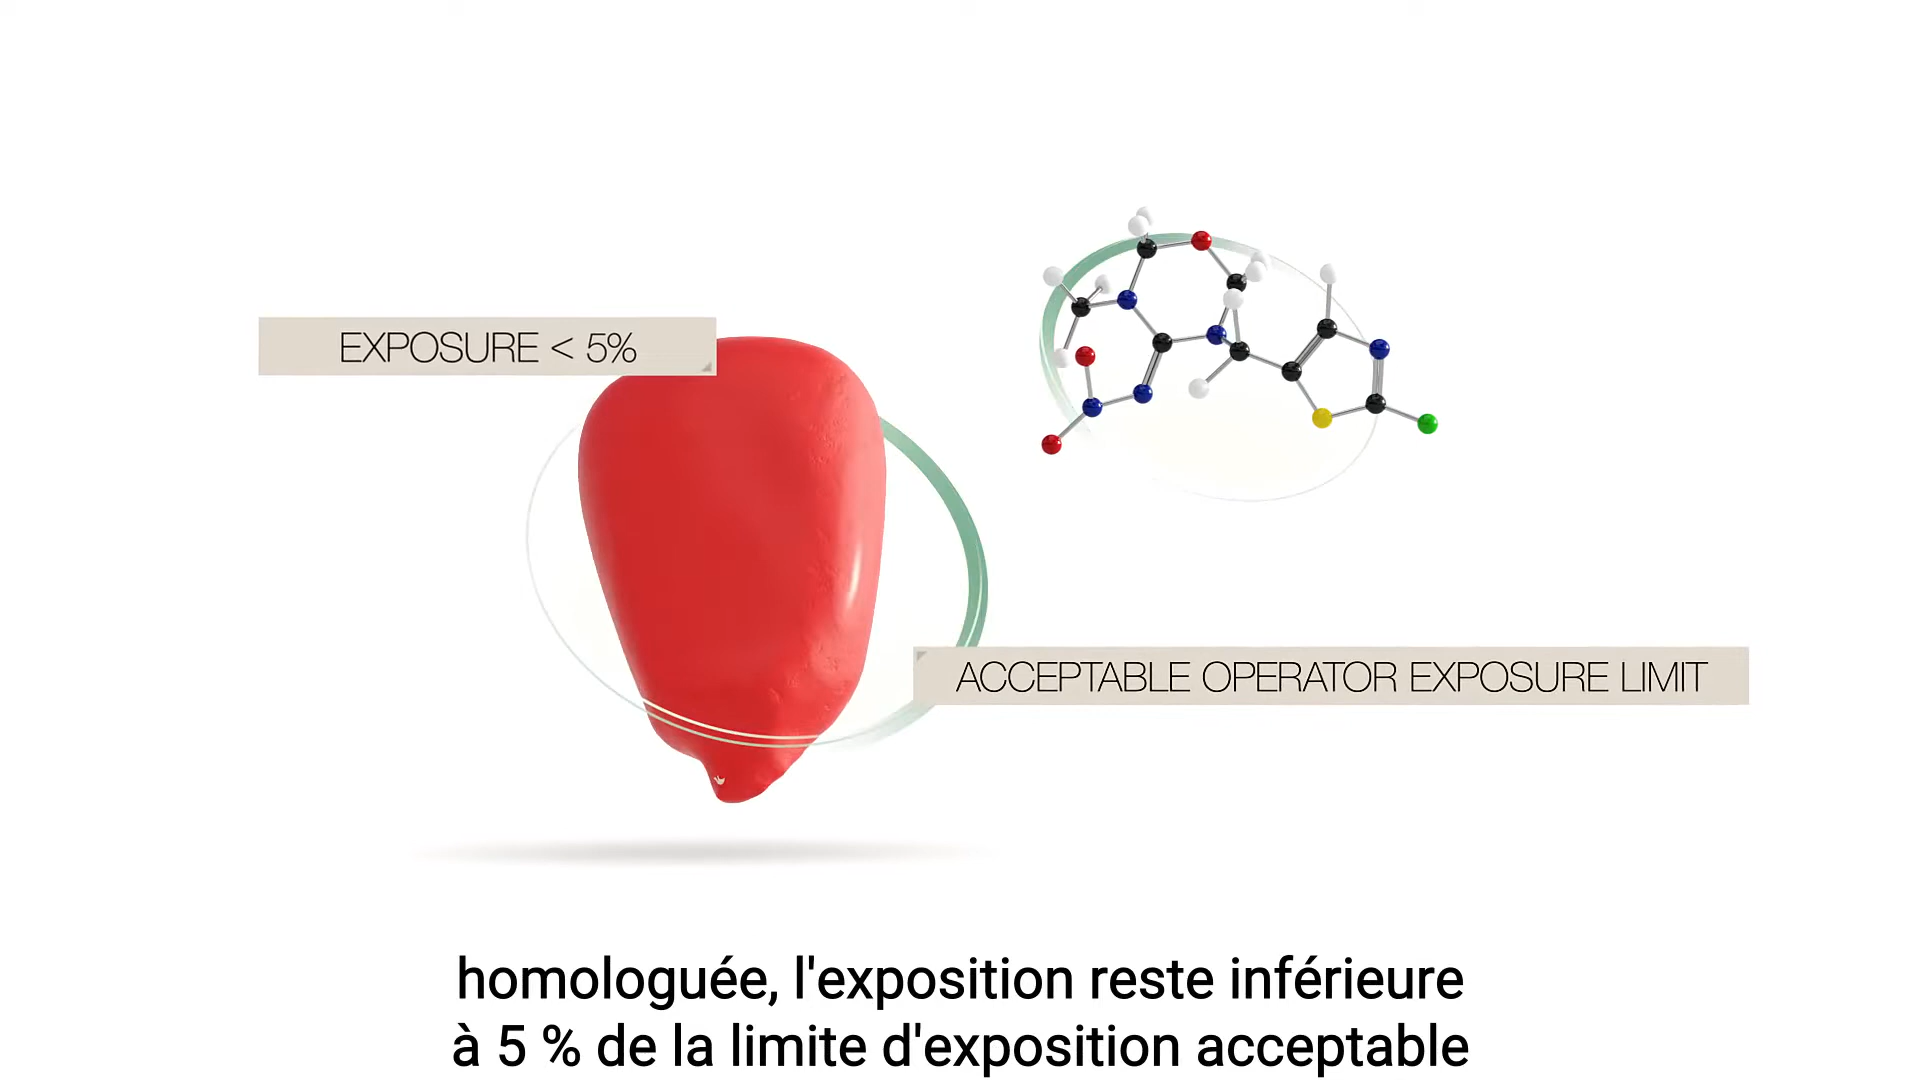 EXPOSURE < 5%
ACCEPTABLE OPERATOR EXPOSURE LIMIT
homologuée, l'exposition reste inférieure
à 5 % de la limite d'exposition acceptable